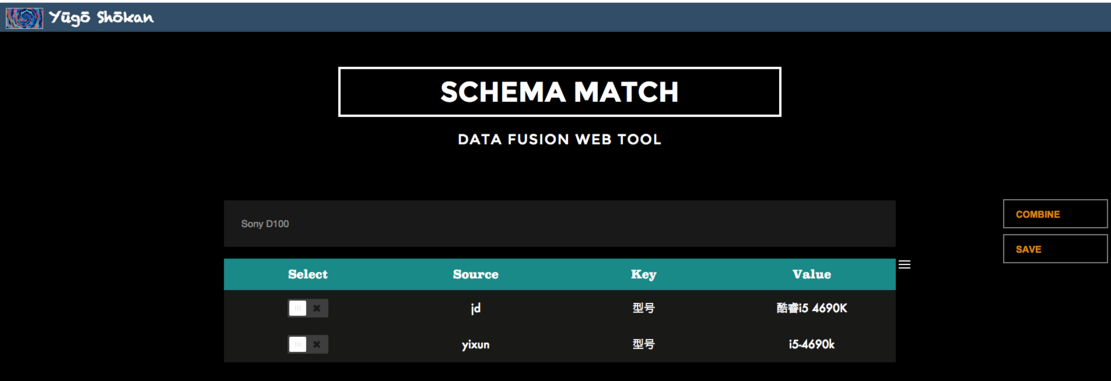 Yūgō Shōkan
SCHEMA MATCH
DATA FUSION WEB TOOL
Sony D100
COMBINE
SAVE
Select Source Key Value
jd 型号 酷睿i5 4690K
yixun 型号 i5-4690k